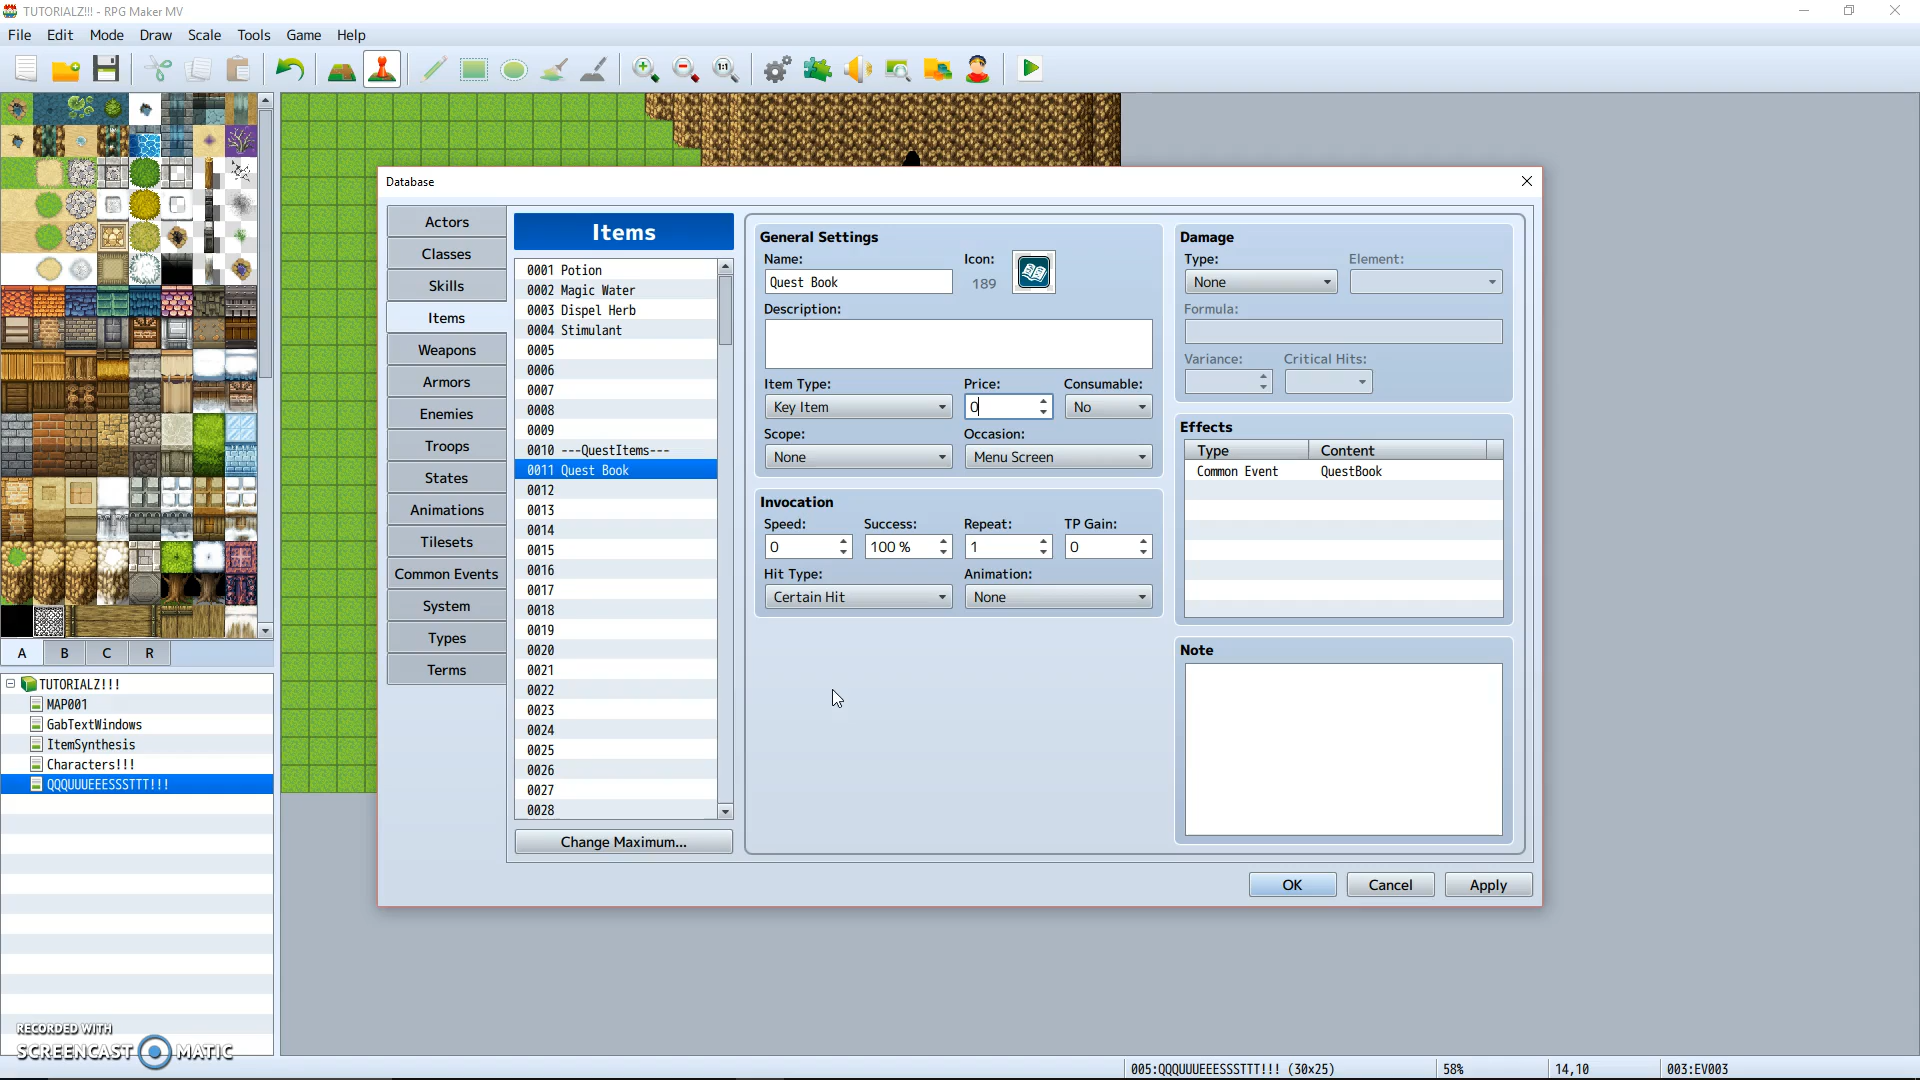 TUTORIALZ!!! - RPG Maker MV
File Edit Mode Draw Scale Tools Game Help
1:1
Database
Actors
Classes
Skills
Items
Weapons
Armors
Enemies
Troops
States
Animations
Tilesets
Common Events
System
Types
Terms
Items
0001 Potion
0002 Magic Water
0003 Dispel Herb
0004 Stimulant
0005
0006
0007
0008
0009
0010 ---QuestItems---
0011 Quest Book
0012
0013
0014
0015
0016
0017
0018
0019
0020
0021
0022
0023
0024
0025
0026
0027
0028
Change Maximum...
General Settings
Name: Icon:
Quest Book 189
Description:
Item Type: Price: Consumable:
Key Item 0 No
Scope: Occasion:
None Menu Screen
Invocation
Speed: Success: Repeat: TP Gain:
0 100 % 1 0
Hit Type: Animation:
Certain Hit None
Damage
Type: Element:
None
Formula:
Variance: Critical Hits:
Effects
Type Content
Common Event QuestBook
Note
OK Cancel Apply
A B C R
TUTORIALZ!!!
MAP001
GabTextWindows
ItemSynthesis
Characters!!!
QQQUUUEEESSSTTT!!!
RECORDED WITH
SCREENCAST MATIC
005:QQQUUUEEESSSTTT!!! (30x25) 58% 14,10 003:EV003